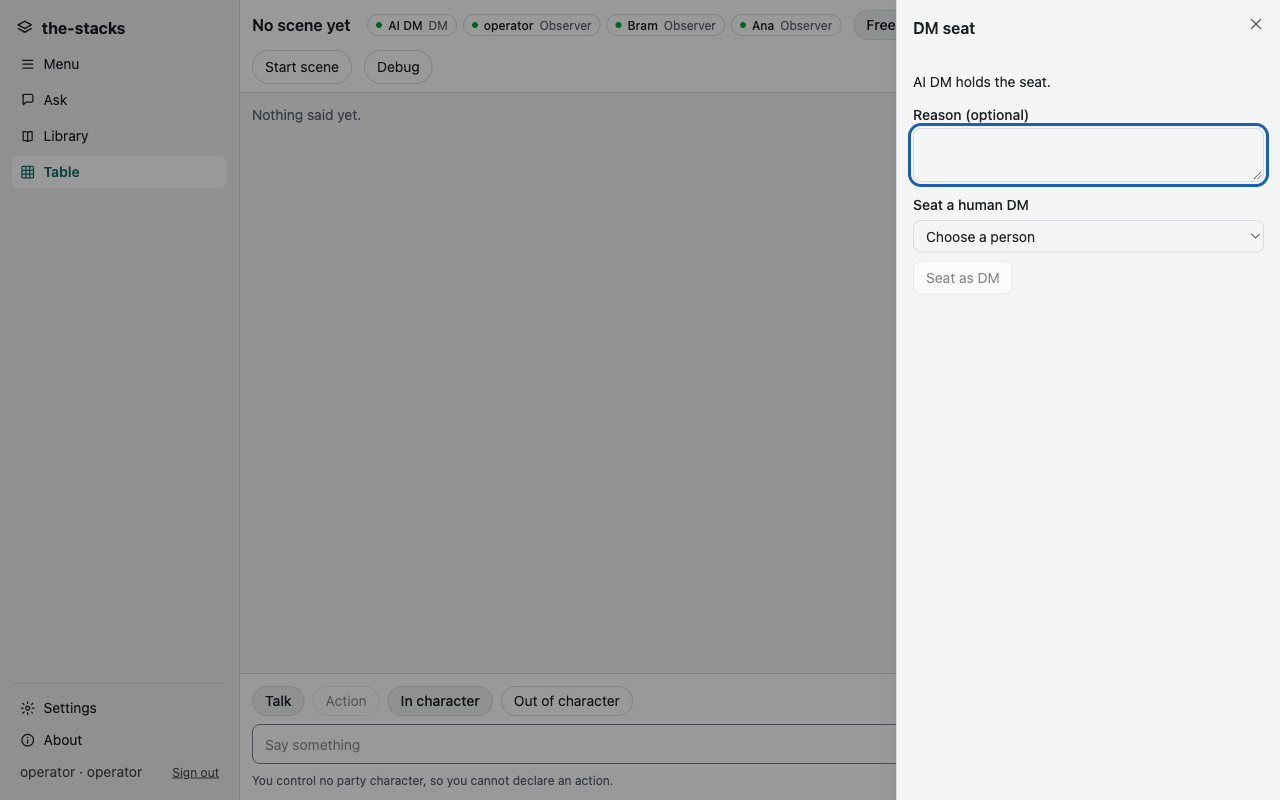 the-stacks
Menu
Ask
Library
Table
Settings
About
operator · operator Sign out
No scene yet AI DM DM operator Observer Bram Observer Ana Observer Free
Start scene Debug
Nothing said yet.
Talk Action In character Out of character
Say something
You control no party character, so you cannot declare an action.
DM seat
AI DM holds the seat.
Reason (optional)
Seat a human DM
Choose a person
Seat as DM